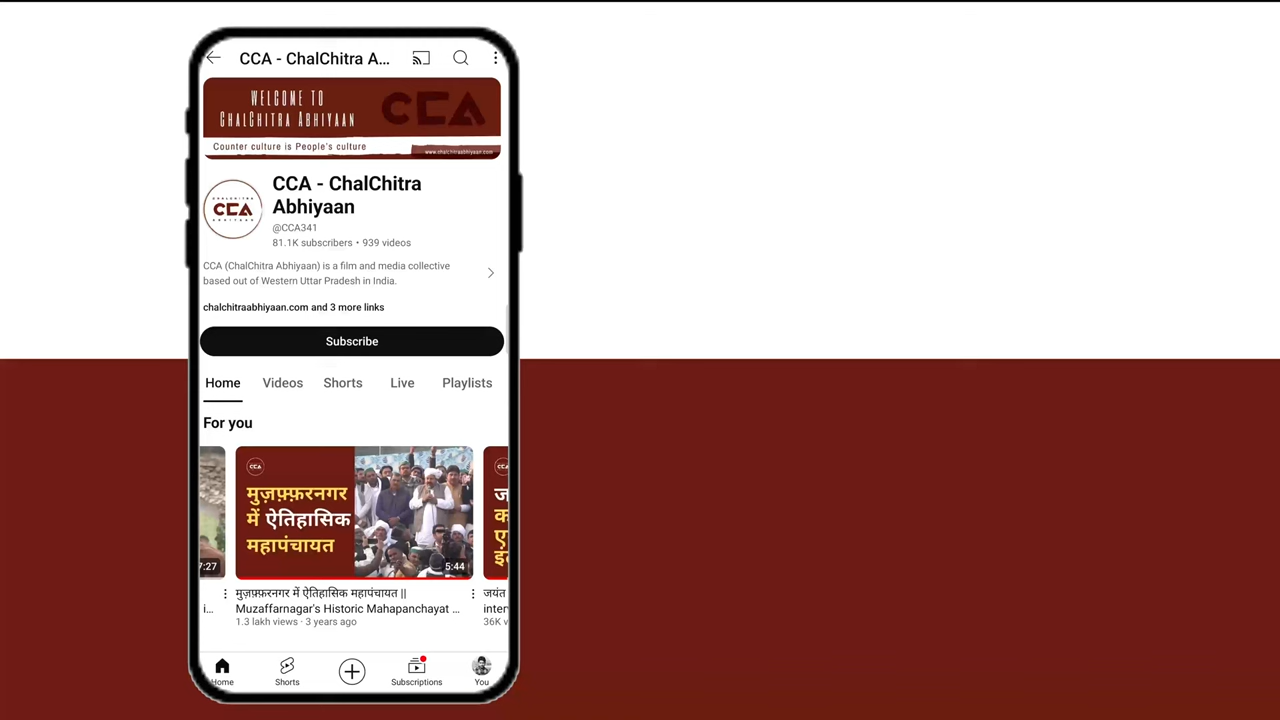 CCA - ChalChitra A...
WELCOME TO
CHALCHITRA ABHIYAAN
CCA
Counter culture is People's culture
www.chalchitraabhiyaan.com
CHALCHITRA
CCA
ABHIYAAN
CCA - ChalChitra
Abhiyaan
@CCA341
81.1K subscribers • 939 videos
CCA (ChalChitra Abhiyaan) is a film and media collective
based out of Western Uttar Pradesh in India.
chalchitraabhiyaan.com and 3 more links
Subscribe
Home Videos Shorts Live Playlists
For you
CCA
मुज़फ़्फ़रनगर
में ऐतिहासिक
महापंचायत
7:27
5:44
मुज़फ़्फ़रनगर में ऐतिहासिक महापंचायत ||
Muzaffarnagar's Historic Mahapanchayat ...
1.3 lakh views · 3 years ago
i...
जयंत
inter
36K v
Home Shorts Subscriptions You